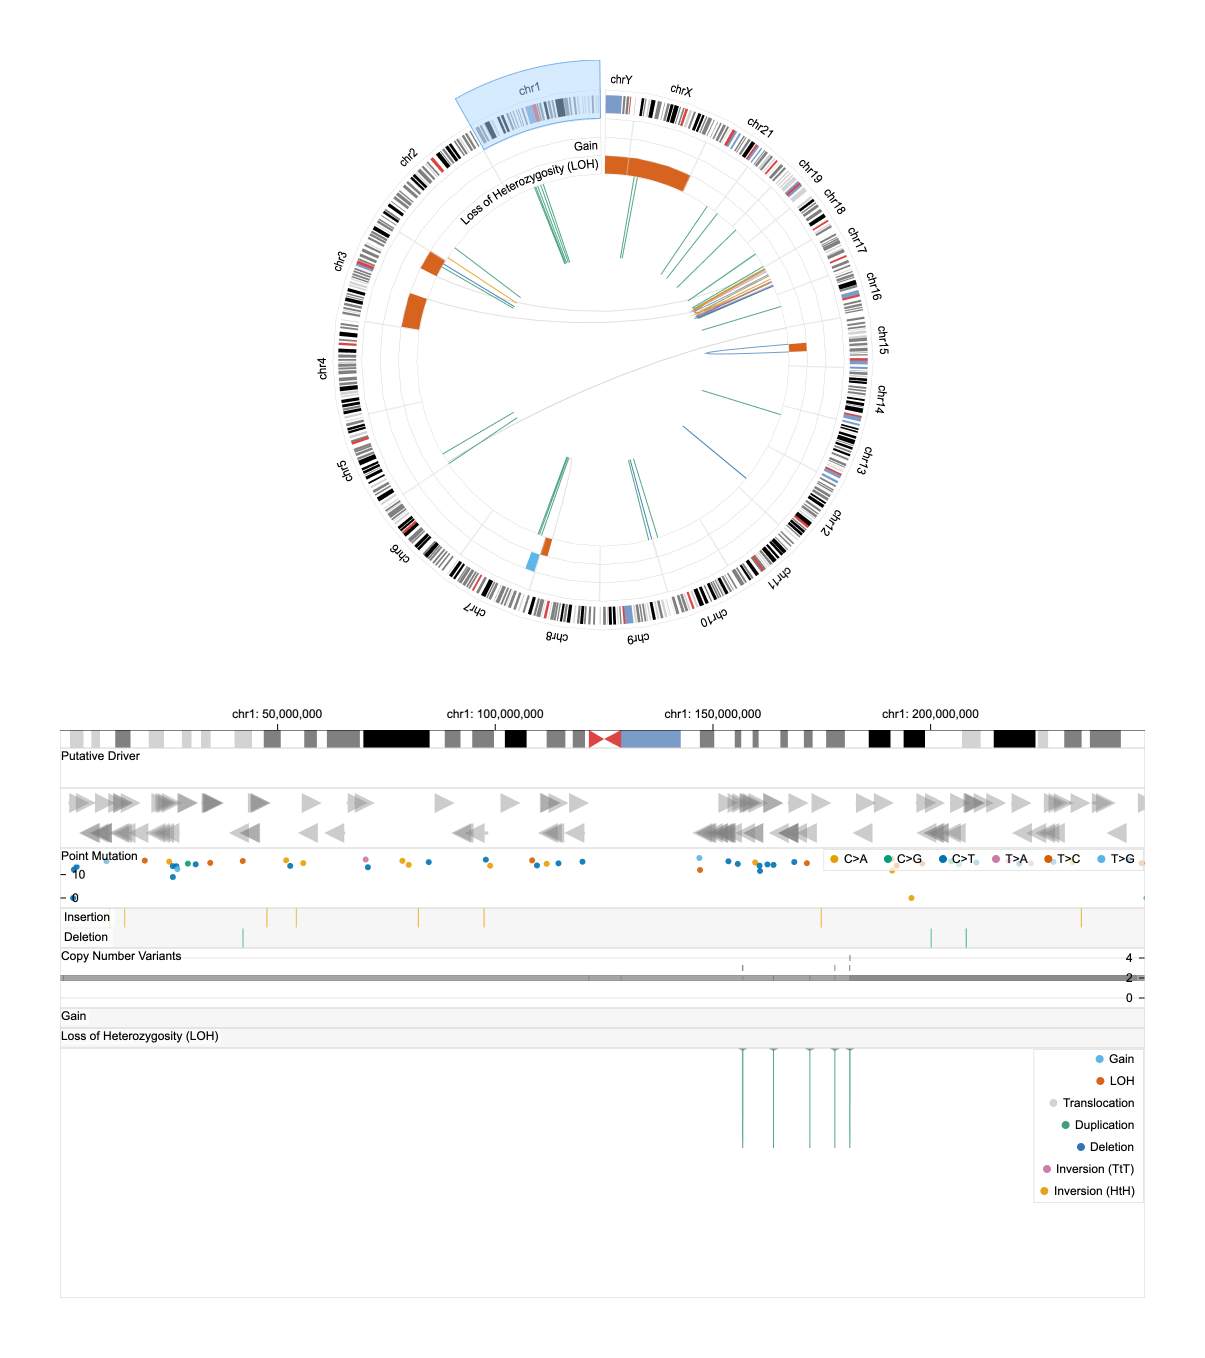 chrY
chrX
chr1
chr21
chr2
Gain
Loss of Heterozygosity (LOH)
chr19
chr18
chr17
chr3
chr16
chr15
chr4
chr14
chr13
chr5
chr12
chr6
chr11
chr7
chr10
chr8
chr9
chr1: 50,000,000
chr1: 100,000,000
chr1: 150,000,000
chr1: 200,000,000
Putative Driver
Point Mutation
C>A
C>G
C>T
T>A
T>C
T>G
10
0
Insertion
Deletion
Copy Number Variants
4
2
0
Gain
Loss of Heterozygosity (LOH)
Gain
LOH
Translocation
Duplication
Deletion
Inversion (TtT)
Inversion (HtH)